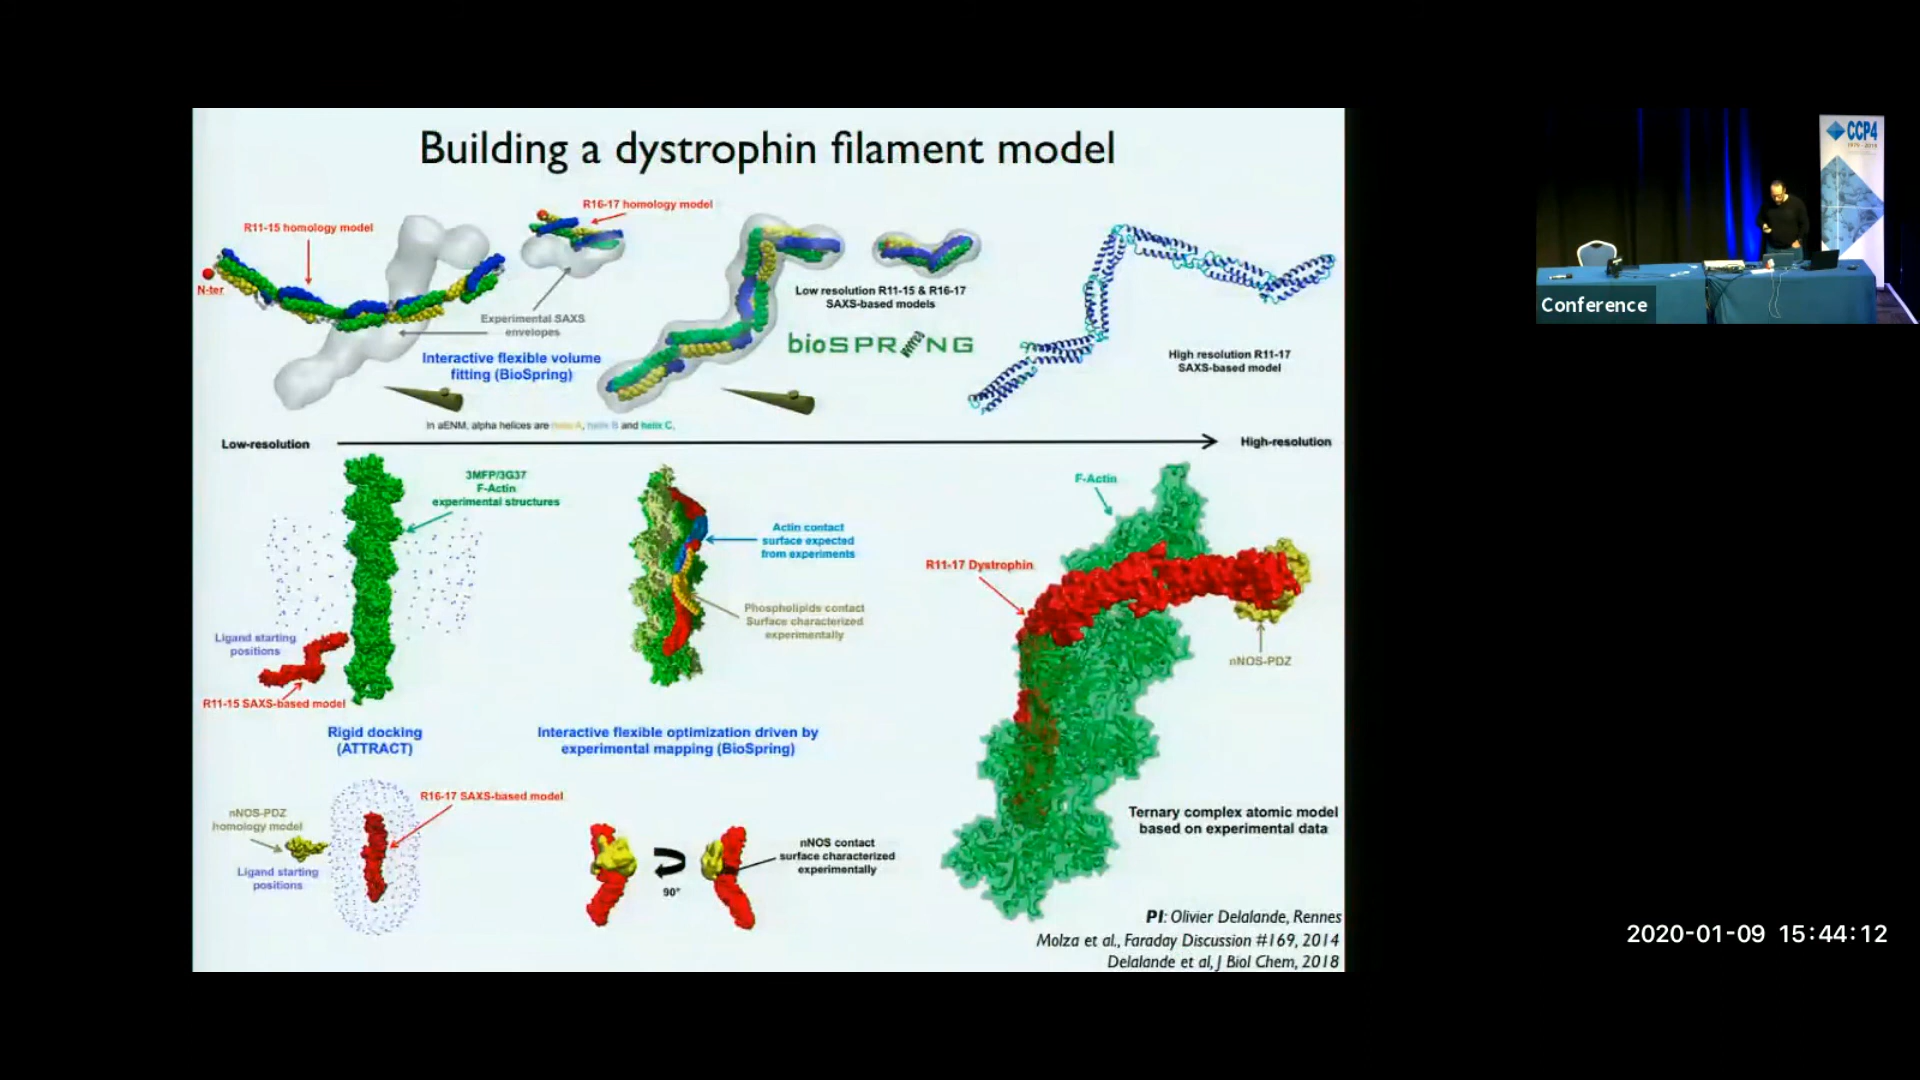 Building a dystrophin filament model
R16-17 homology model
R11-15 homology model
N-ter
Experimental SAXS
envelopes
Interactive flexible volume
fitting (BioSpring)
Low resolution R11-15 & R16-17
SAXS-based models
bioSPRING
High resolution R11-17
SAXS-based model
In aENM, alpha helices are helix A, helix B and helix C,
Low-resolution
High-resolution
3MFP/3G37
F-Actin
experimental structures
Ligand starting
positions
R11-15 SAXS-based model
Rigid docking
(ATTRACT)
Actin contact
surface expected
from experiments
Phospholipids contact
Surface characterized
experimentally
Interactive flexible optimization driven by
experimental mapping (BioSpring)
F-Actin
R11-17 Dystrophin
nNOS-PDZ
Ternary complex atomic model
based on experimental data
R16-17 SAXS-based model
nNOS-PDZ
homology model
Ligand starting
positions
90°
nNOS contact
surface characterized
experimentally
PI: Olivier Delalande, Rennes
Molza et al., Faraday Discussion #169, 2014
Delalande et al, J Biol Chem, 2018
CCP4
Conference
2020-01-09 15:44:12